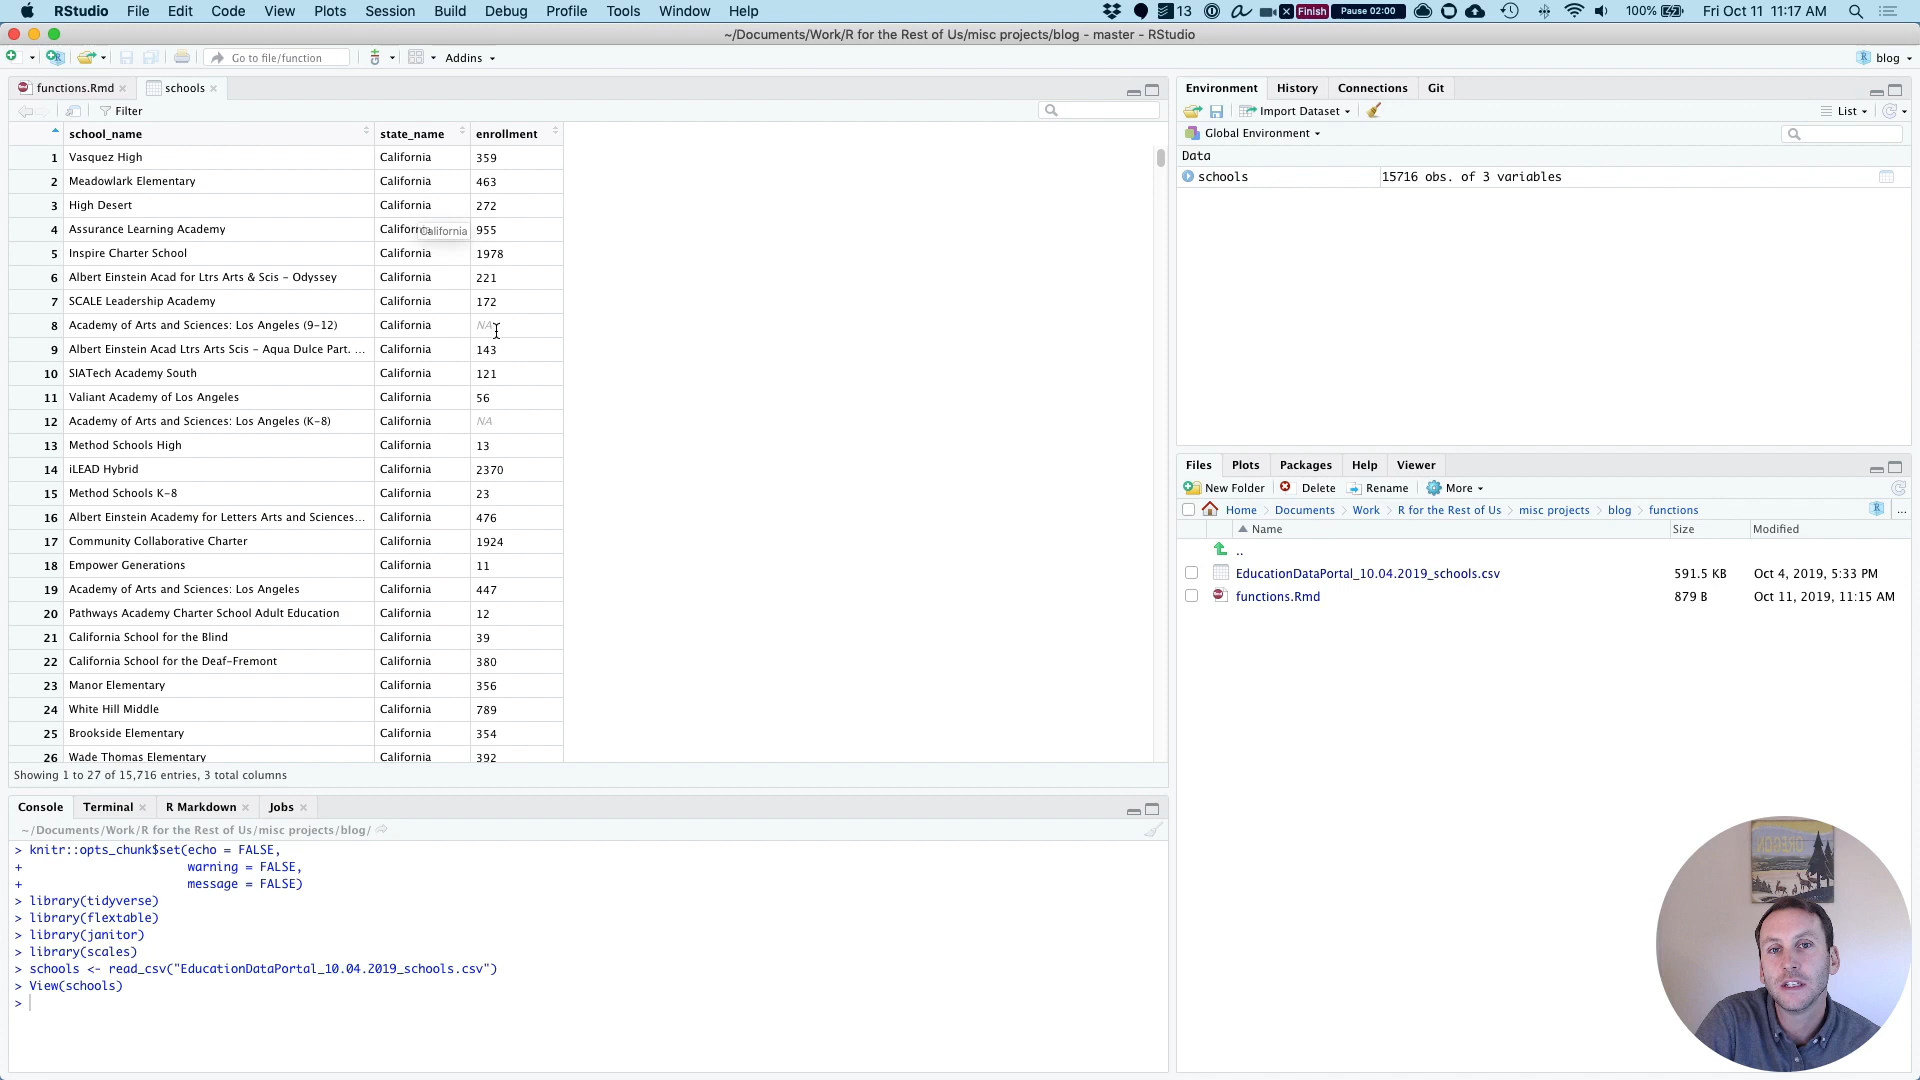 RStudio File Edit Code View Plots Session Build Debug Profile Tools Window Help 13 Finish Pause 02:00 100% Fri Oct 11 11:17 AM
~/Documents/Work/R for the Rest of Us/misc projects/blog - master - RStudio
Go to file/function Addins blog
functions.Rmd schools
Filter
school_name state_name enrollment
1 Vasquez High California 359
2 Meadowlark Elementary California 463
3 High Desert California 272
4 Assurance Learning Academy California 955
California
5 Inspire Charter School California 1978
6 Albert Einstein Acad for Ltrs Arts & Scis - Odyssey California 221
7 SCALE Leadership Academy California 172
8 Academy of Arts and Sciences: Los Angeles (9-12) California NA
9 Albert Einstein Acad Ltrs Arts Scis - Aqua Dulce Part. ... California 143
10 SIATech Academy South California 121
11 Valiant Academy of Los Angeles California 56
12 Academy of Arts and Sciences: Los Angeles (K-8) California NA
13 Method Schools High California 13
14 iLEAD Hybrid California 2370
15 Method Schools K-8 California 23
16 Albert Einstein Academy for Letters Arts and Sciences... California 476
17 Community Collaborative Charter California 1924
18 Empower Generations California 11
19 Academy of Arts and Sciences: Los Angeles California 447
20 Pathways Academy Charter School Adult Education California 12
21 California School for the Blind California 39
22 California School for the Deaf-Fremont California 380
23 Manor Elementary California 356
24 White Hill Middle California 789
25 Brookside Elementary California 354
26 Wade Thomas Elementary California 392
Showing 1 to 27 of 15,716 entries, 3 total columns
Console Terminal R Markdown Jobs
~/Documents/Work/R for the Rest of Us/misc projects/blog/
> knitr::opts_chunk$set(echo = FALSE,
+ warning = FALSE,
+ message = FALSE)
> library(tidyverse)
> library(flextable)
> library(janitor)
> library(scales)
> schools <- read_csv("EducationDataPortal_10.04.2019_schools.csv")
> View(schools)
>
Environment History Connections Git
Import Dataset List
Global Environment
Data
schools 15716 obs. of 3 variables
Files Plots Packages Help Viewer
New Folder Delete Rename More
Home Documents Work R for the Rest of Us misc projects blog functions ...
Name Size Modified
..
EducationDataPortal_10.04.2019_schools.csv 591.5 KB Oct 4, 2019, 5:33 PM
functions.Rmd 879 B Oct 11, 2019, 11:15 AM
OREGON